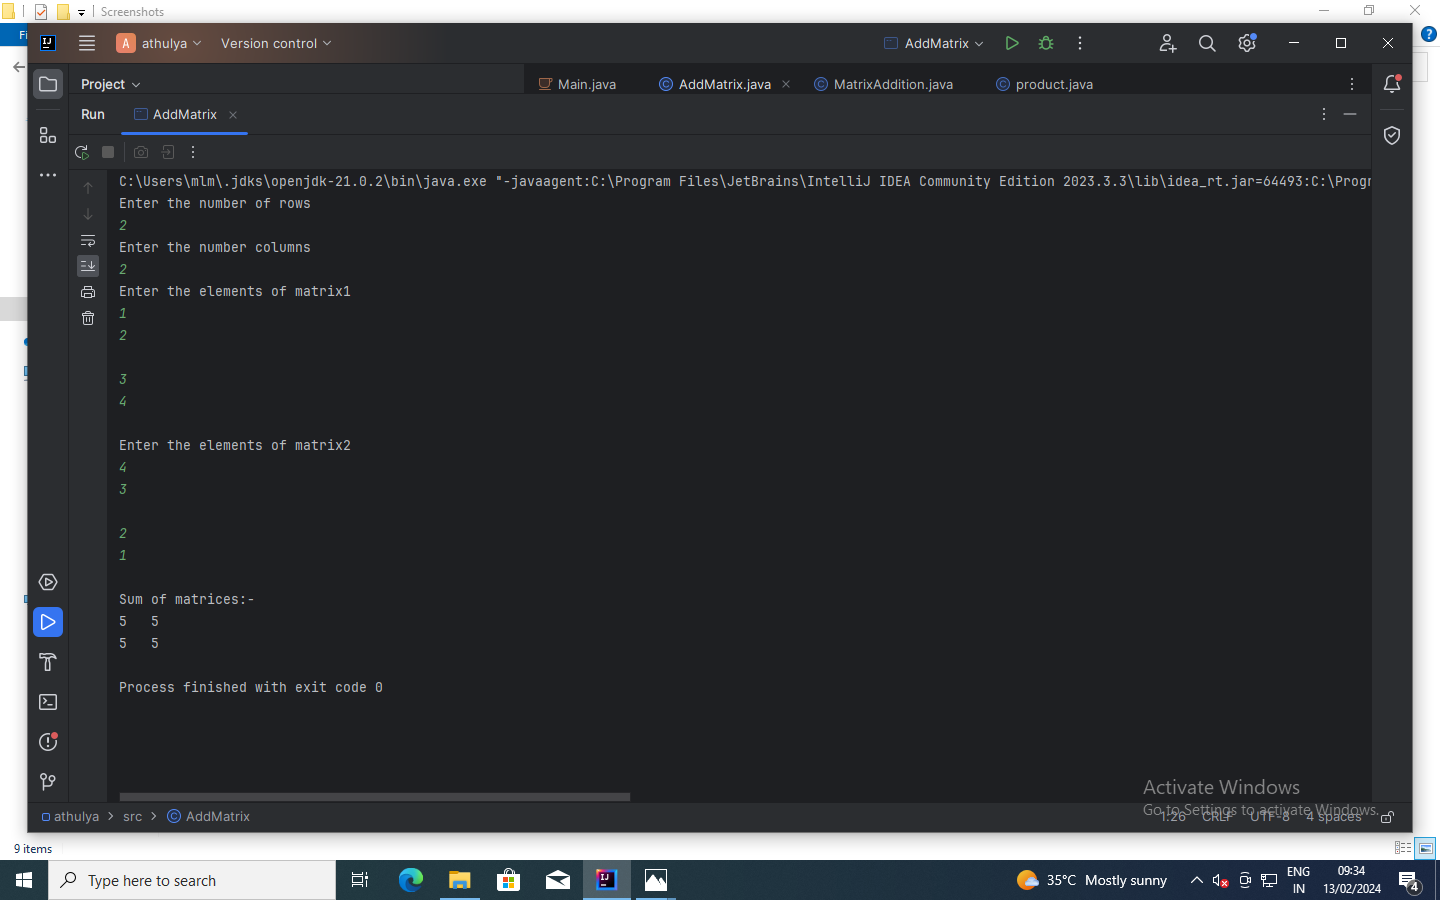 Screenshots
Fi
A athulya Version control AddMatrix
Project Main.java AddMatrix.java MatrixAddition.java product.java
Run AddMatrix
C:\Users\mlm\.jdks\openjdk-21.0.2\bin\java.exe "-javaagent:C:\Program Files\JetBrains\IntelliJ IDEA Community Edition 2023.3.3\lib\idea_rt.jar=64493:C:\Progr
Enter the number of rows
2
Enter the number columns
2
Enter the elements of matrix1
1
2
3
4
Enter the elements of matrix2
4
3
2
1
Sum of matrices:-
5 5
5 5
Process finished with exit code 0
Activate Windows
Go to Settings to activate Windows.
athulya > src > AddMatrix 1:26 CRLF UTF-8 4 spaces
9 items
Type here to search 35°C Mostly sunny ENG 09:34
IN 13/02/2024 4